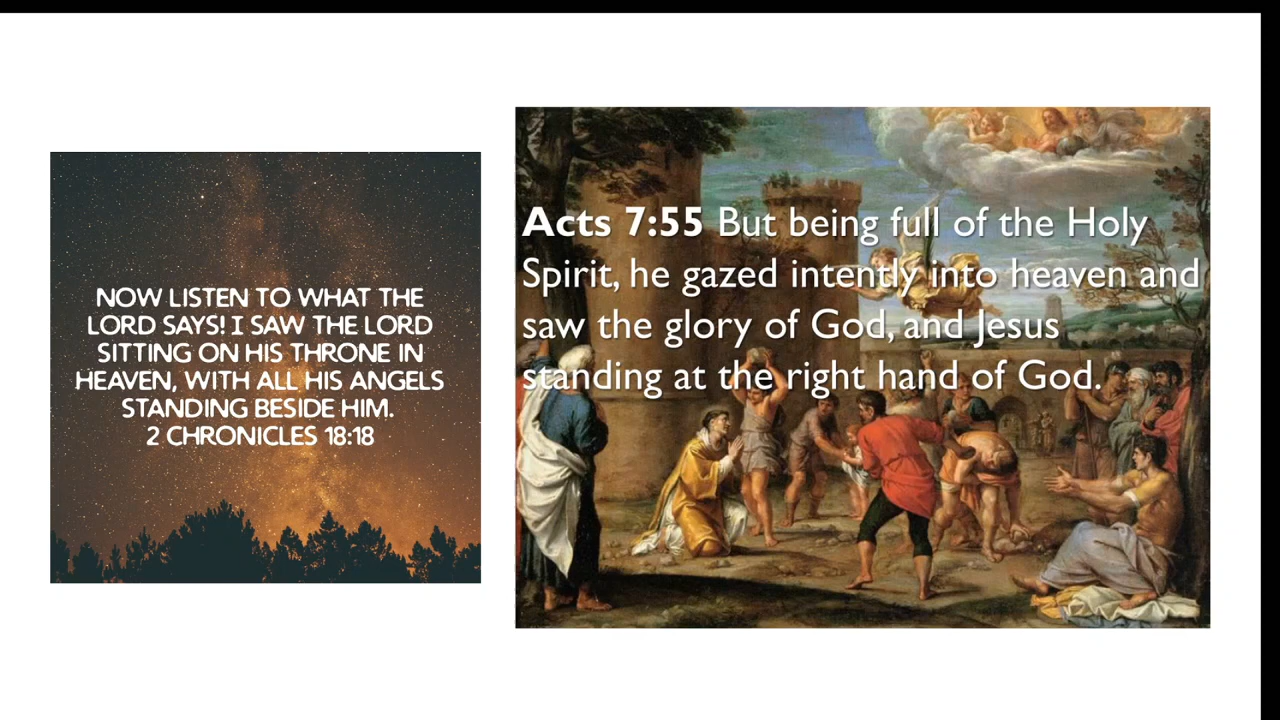 NOW LISTEN TO WHAT THE
LORD SAYS! I SAW THE LORD
SITTING ON HIS THRONE IN
HEAVEN, WITH ALL HIS ANGELS
STANDING BESIDE HIM.
2 CHRONICLES 18:18
Acts 7:55 But being full of the Holy
Spirit, he gazed intently into heaven and
saw the glory of God, and Jesus
standing at the right hand of God.